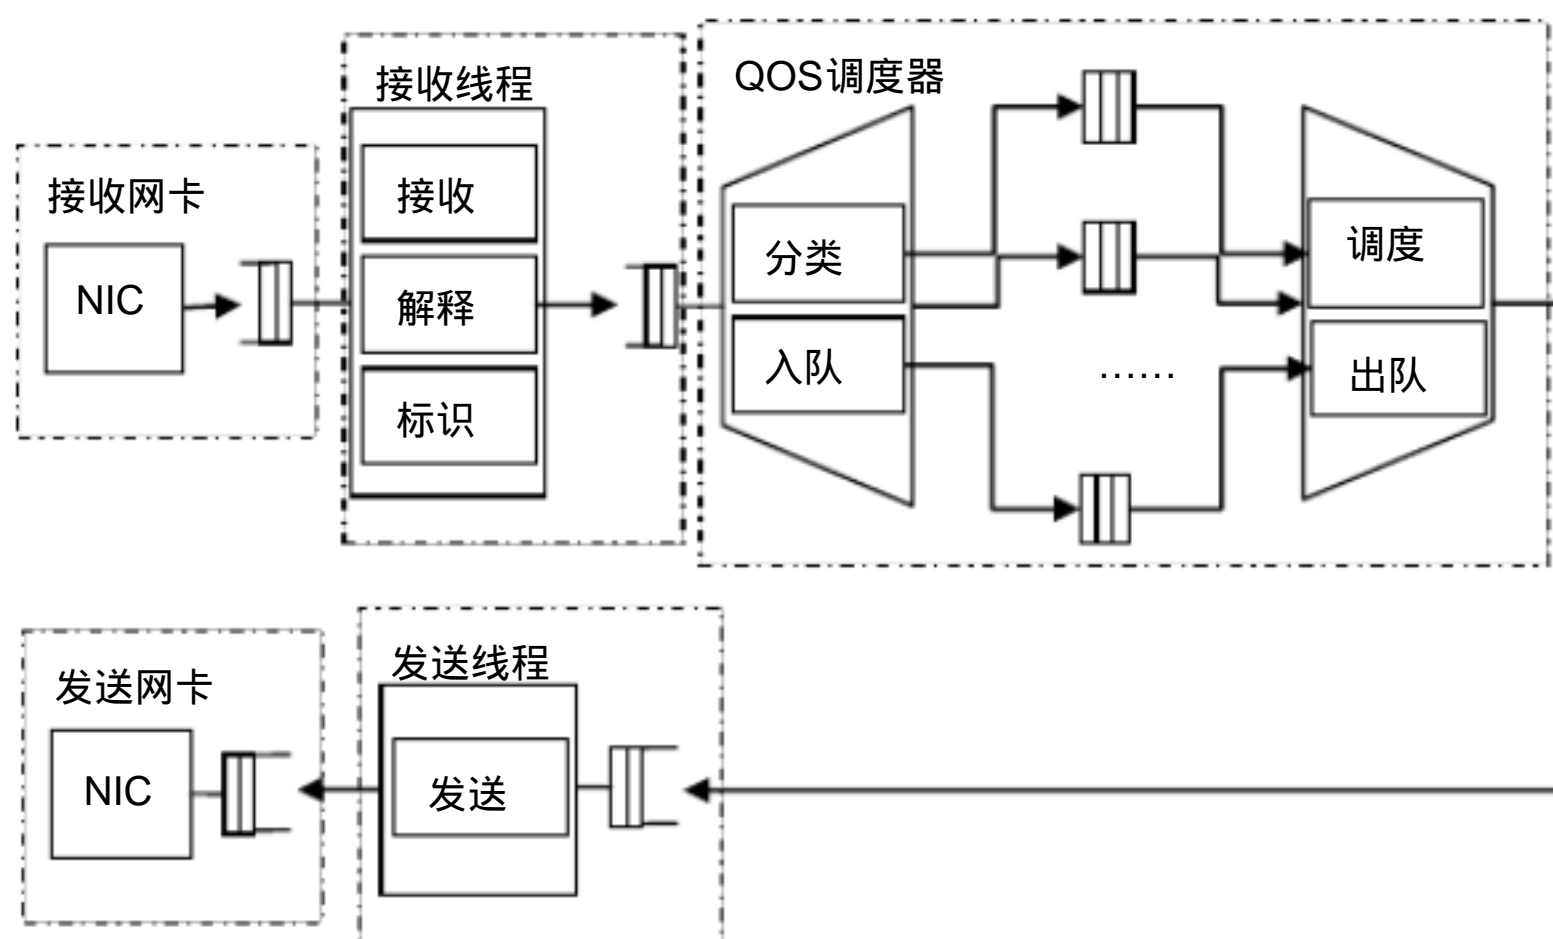 接收网卡
NIC
接收线程
接收
解释
标识
QOS调度器
分类
入队
……
调度
出队
发送网卡
NIC
发送线程
发送